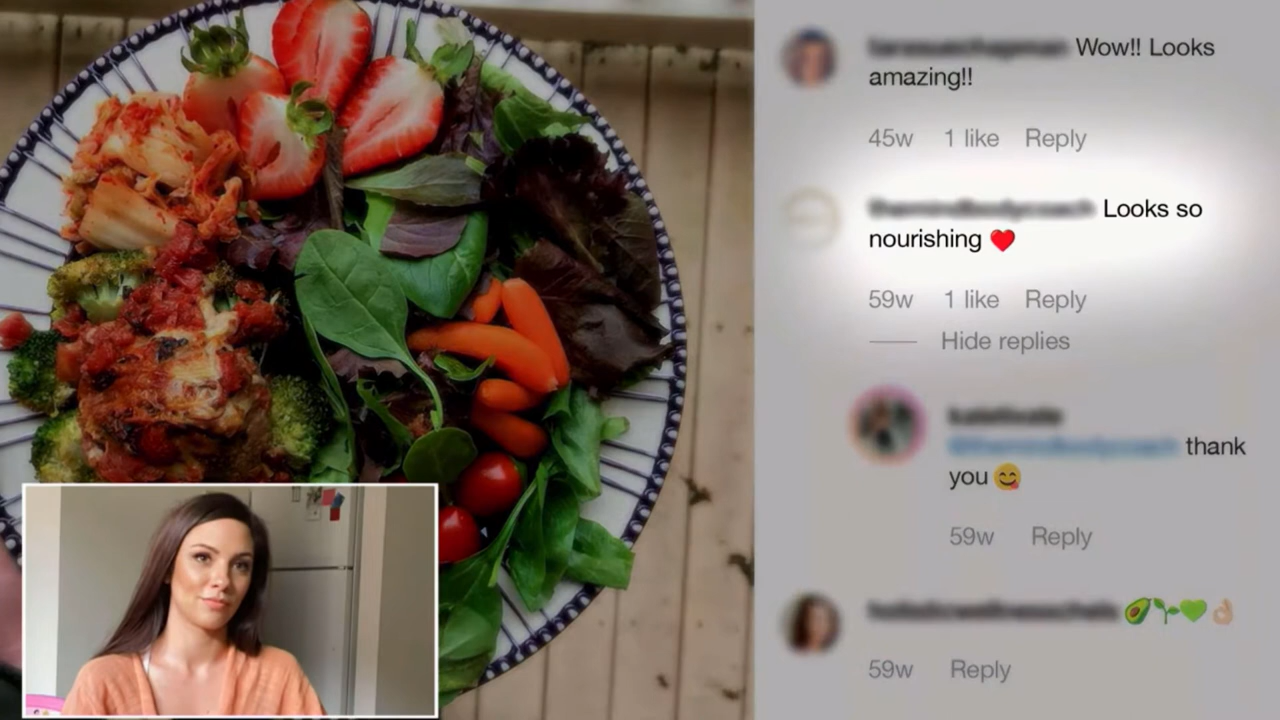 Wow!! Looks
amazing!!
45w 1 like Reply
Looks so
nourishing ❤️
59w 1 like Reply
Hide replies
thank
you 😋
59w Reply
🥑🌱💚👌🏼
59w Reply